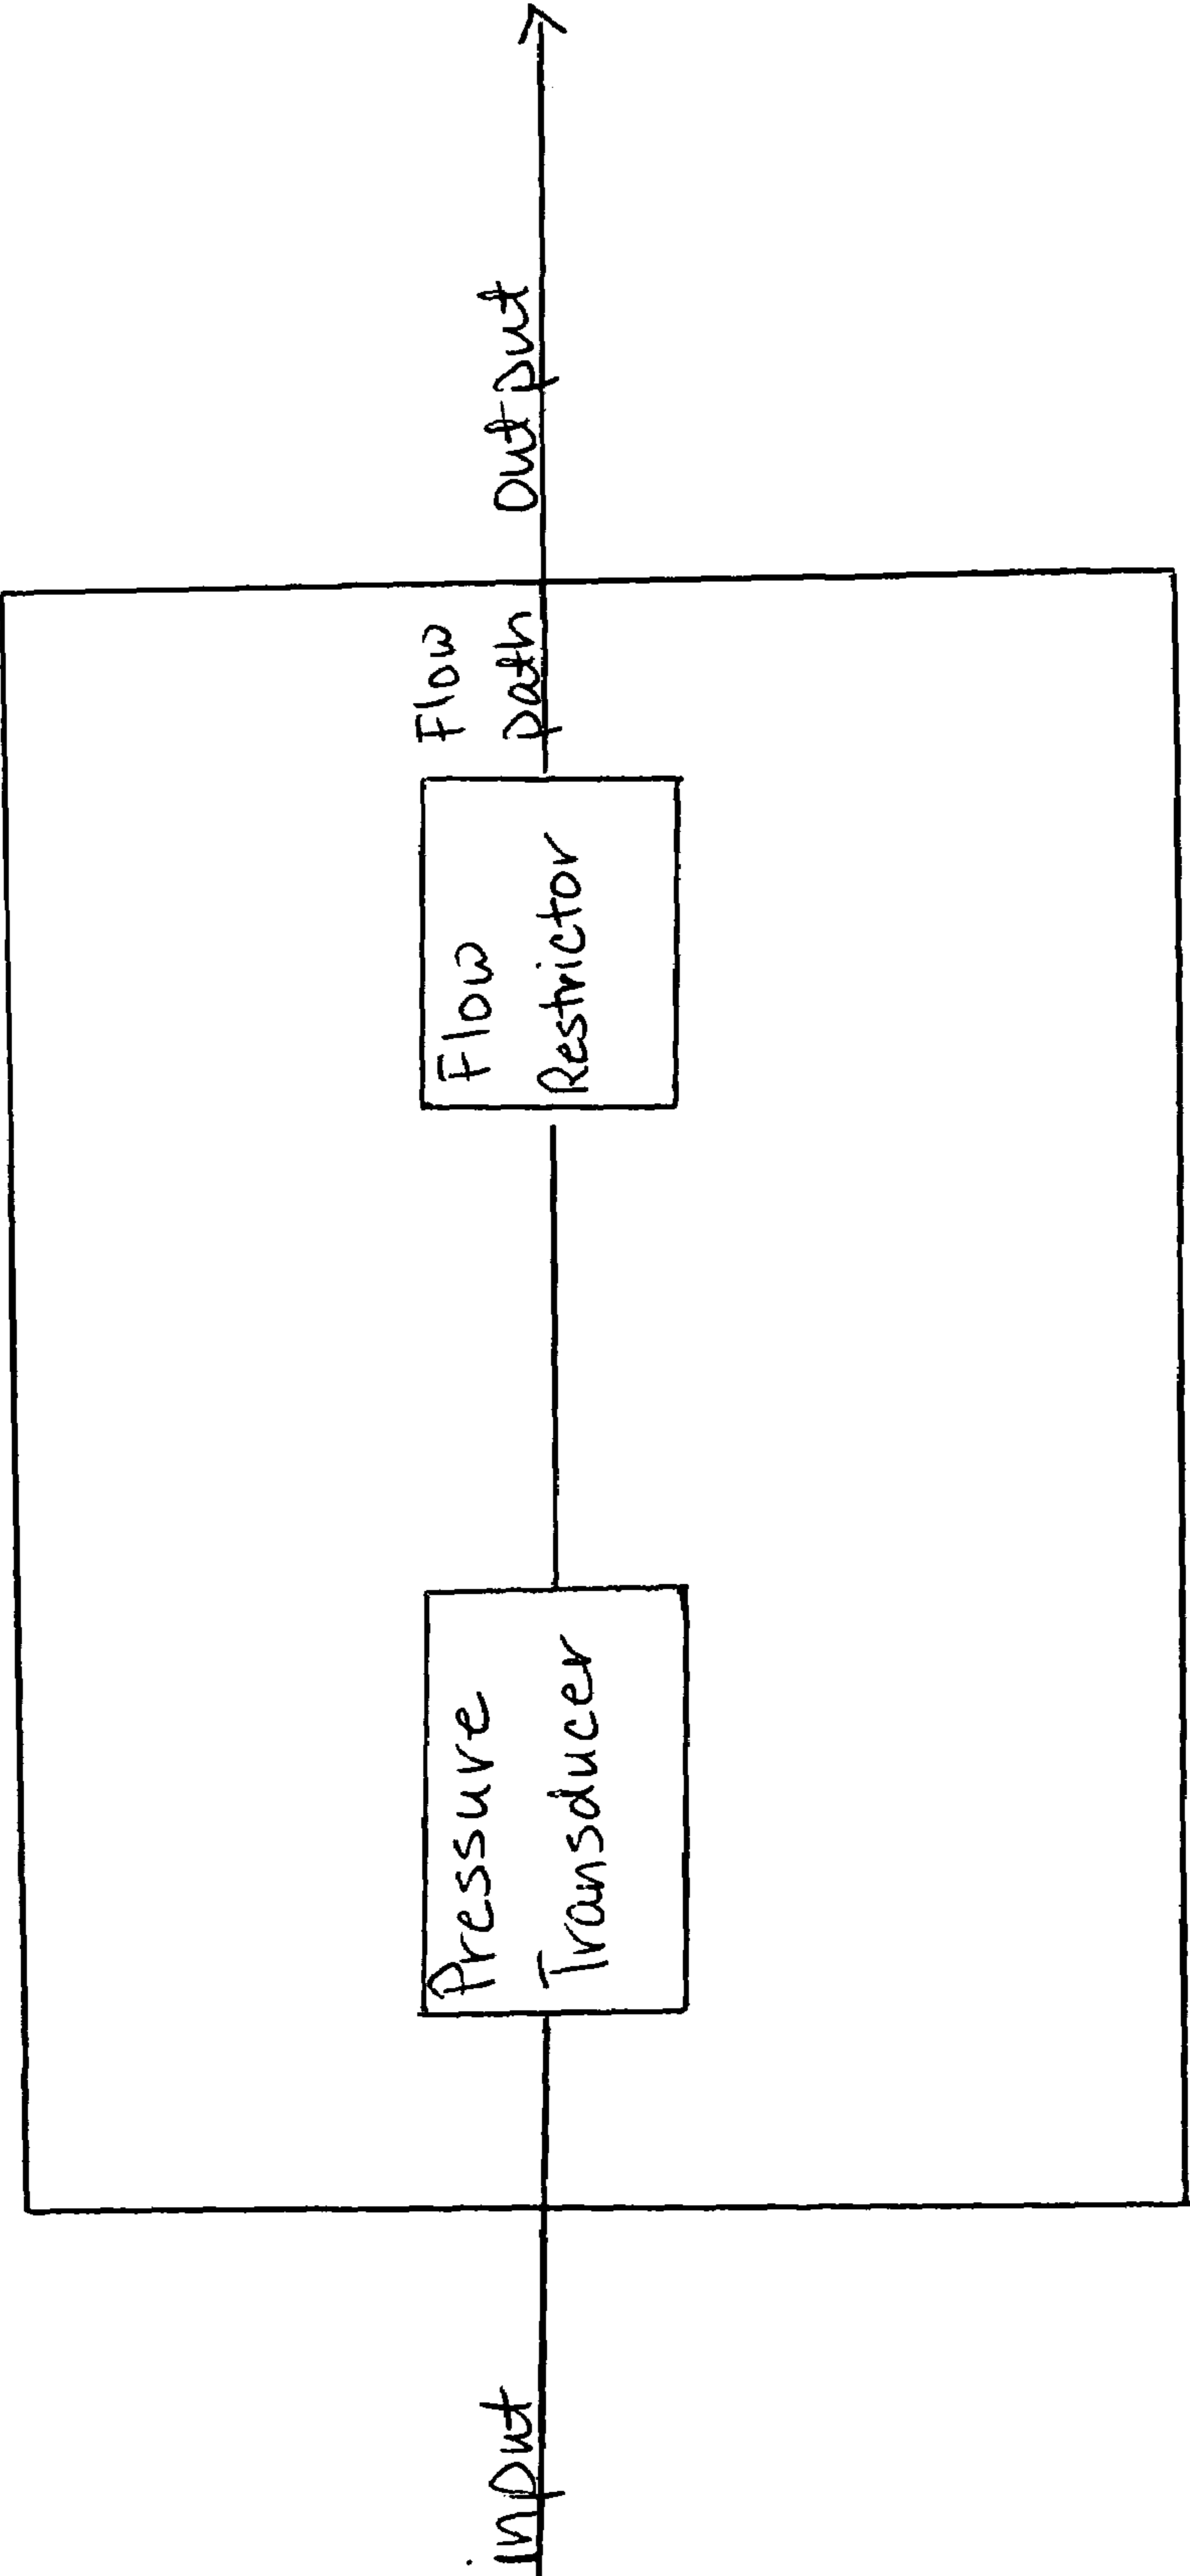 input
Pressure
Transducer
Flow
Restrictor
Flow
path
output